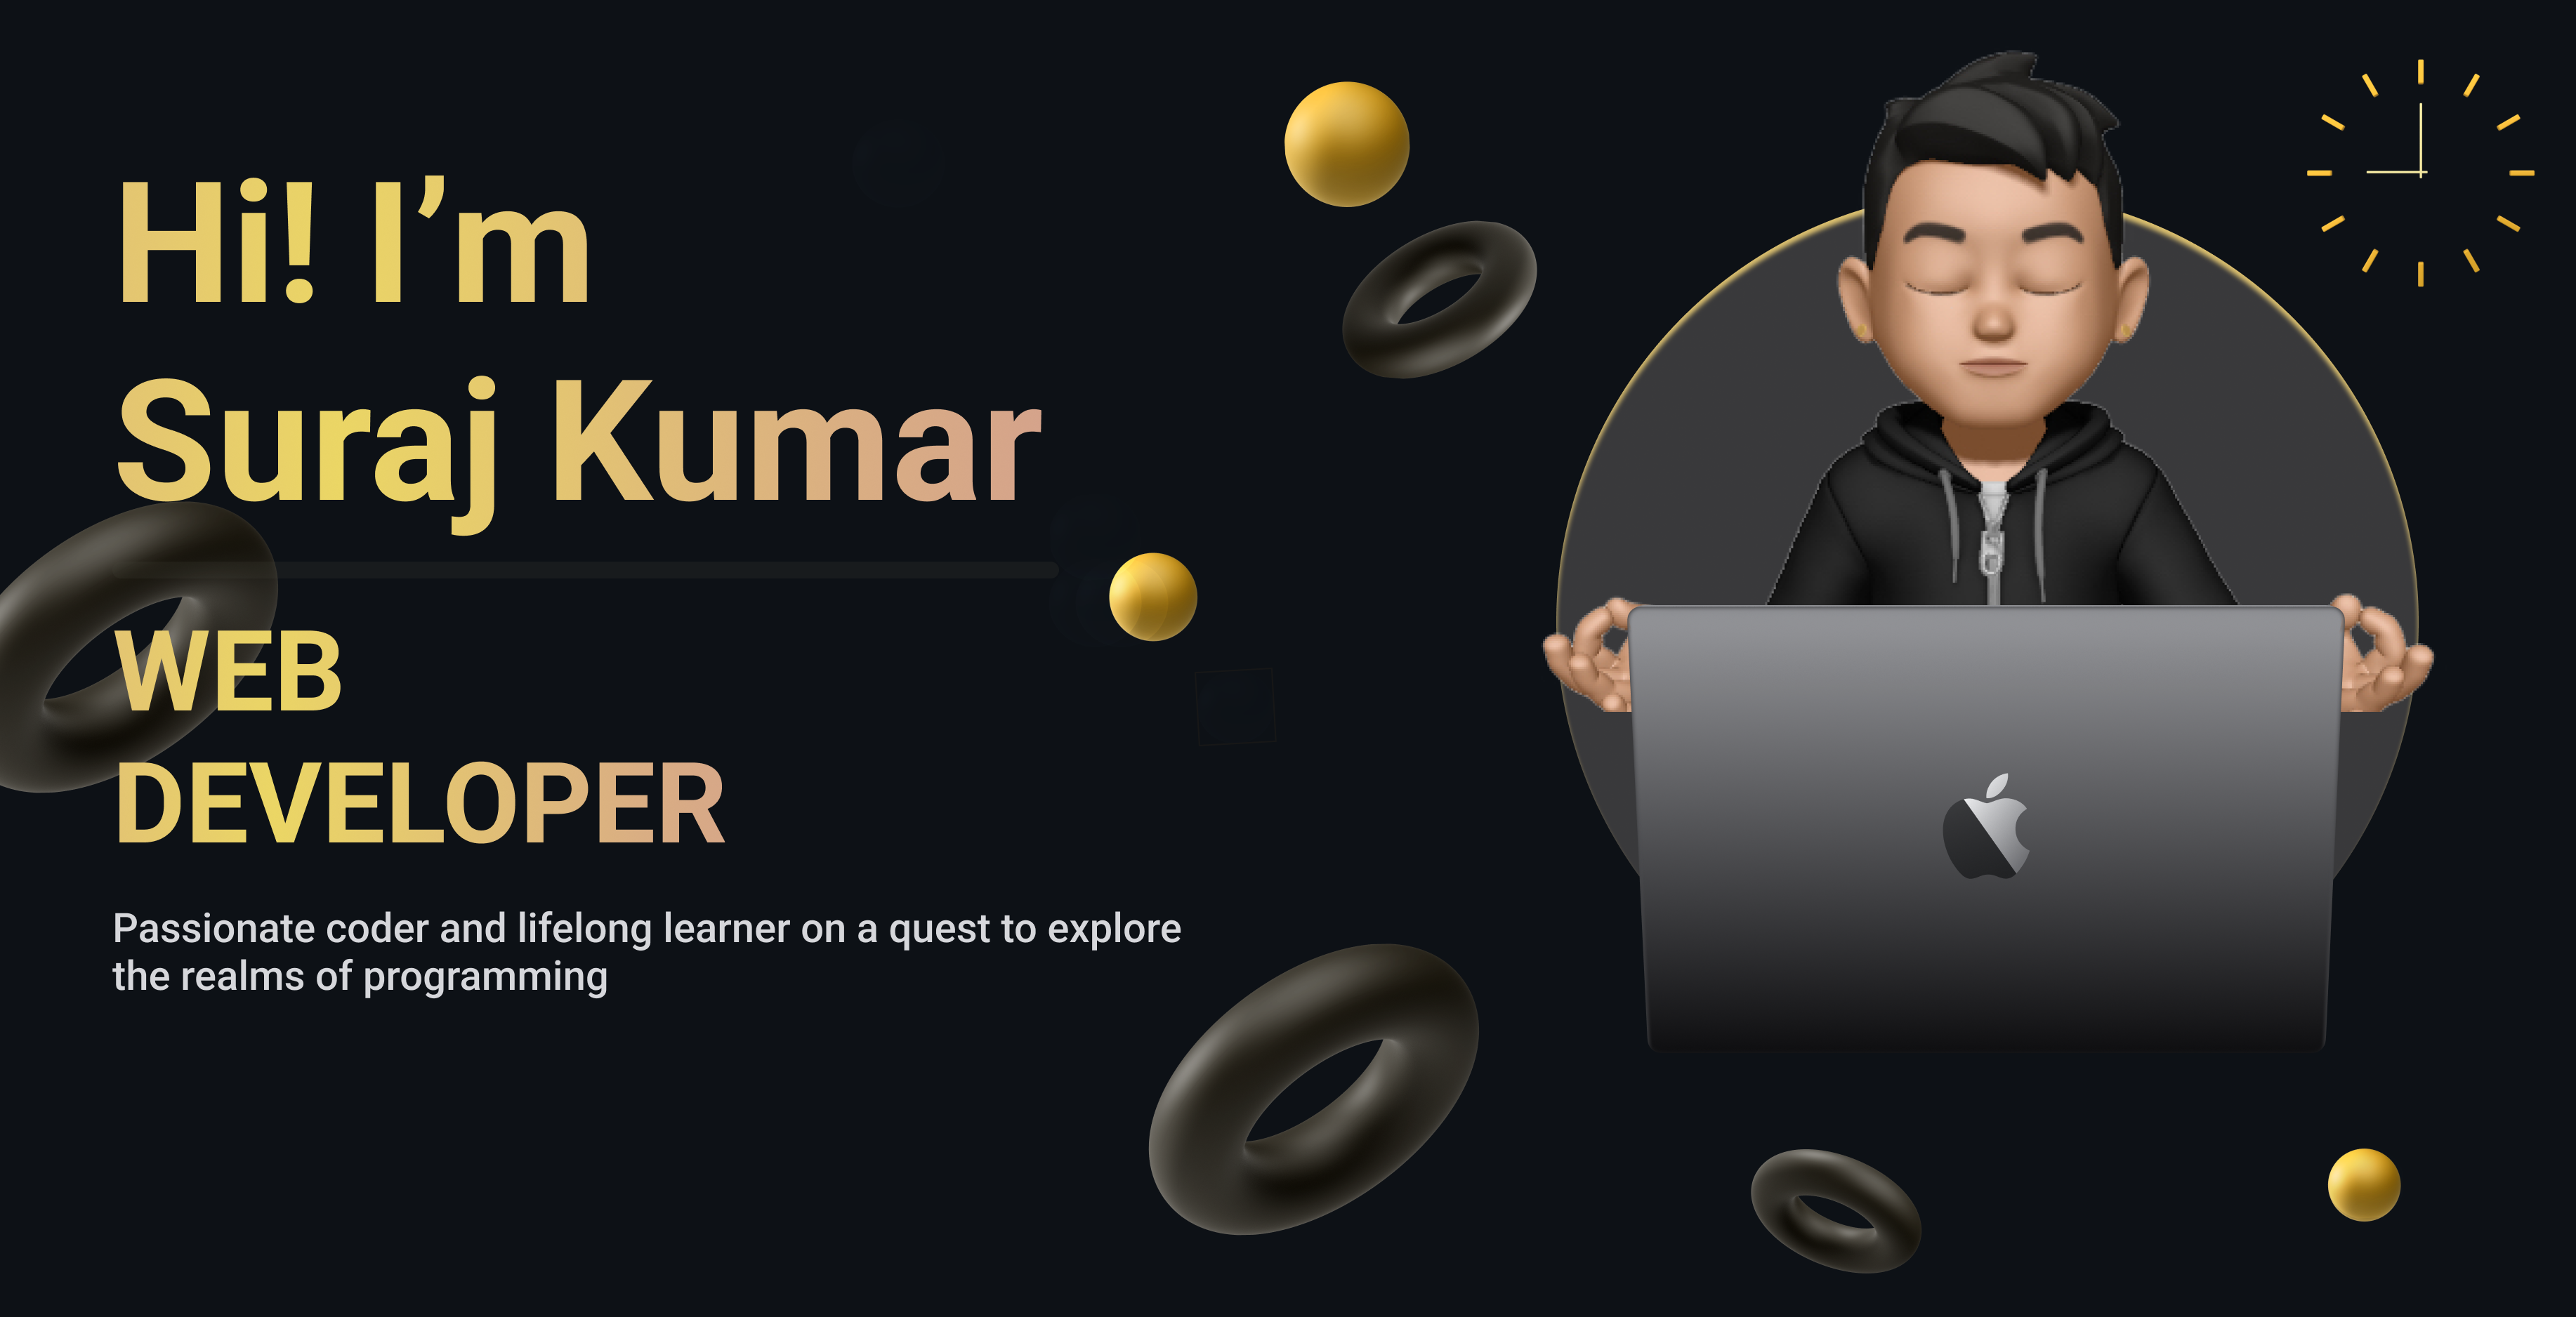 Hi! I’m
Suraj Kumar
WEB
DEVELOPER
Passionate coder and lifelong learner on a quest to explore
the realms of programming